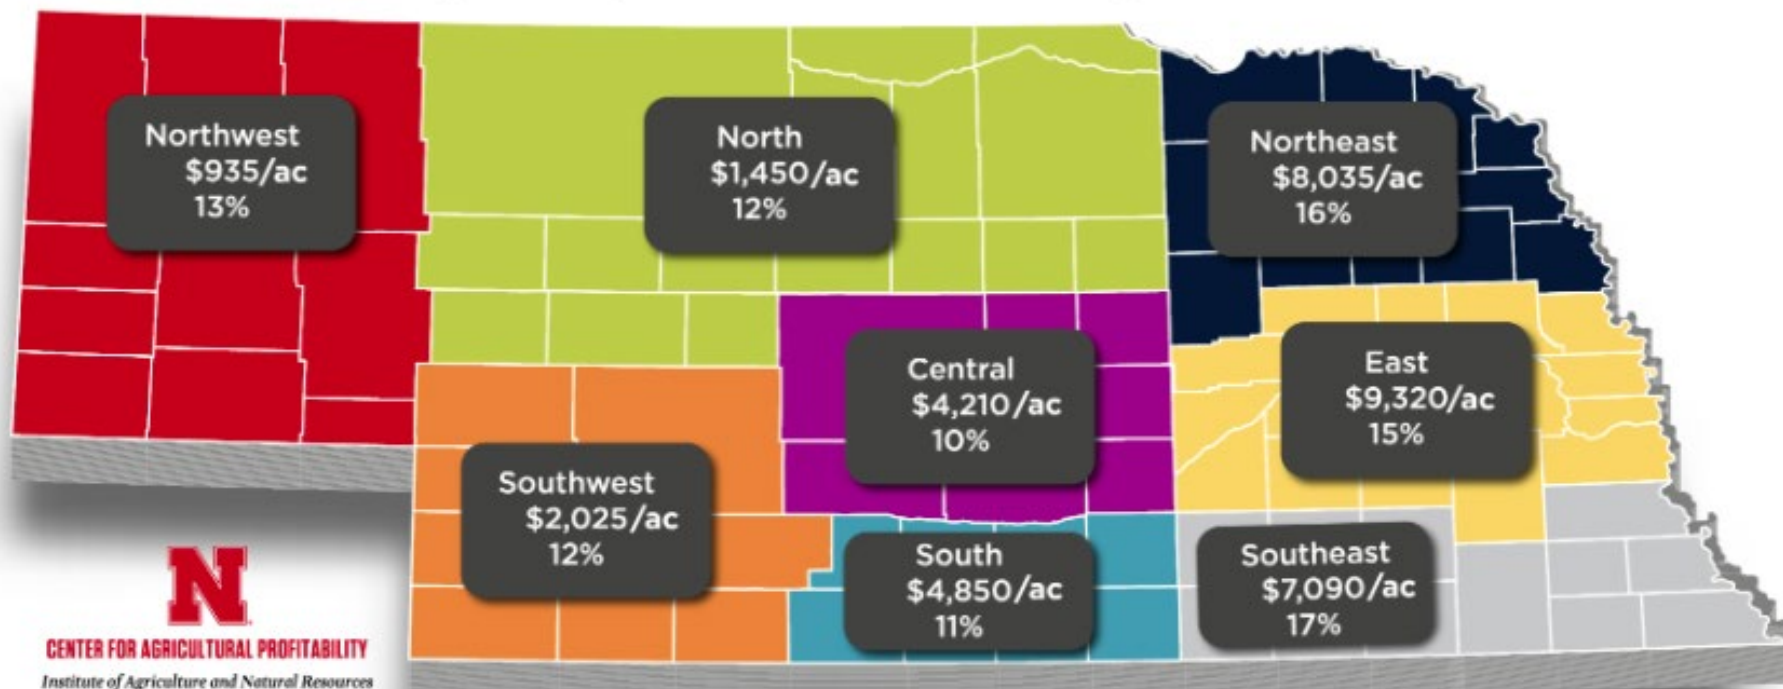 Northwest
$935/ac
13%
North
$1,450/ac
12%
Northeast
$8,035/ac
16%
Central
$4,210/ac
10%
East
$9,320/ac
15%
Southwest
$2,025/ac
12%
South
$4,850/ac
11%
Southeast
$7,090/ac
17%
N
CENTER FOR AGRICULTURAL PROFITABILITY
Institute of Agriculture and Natural Resources